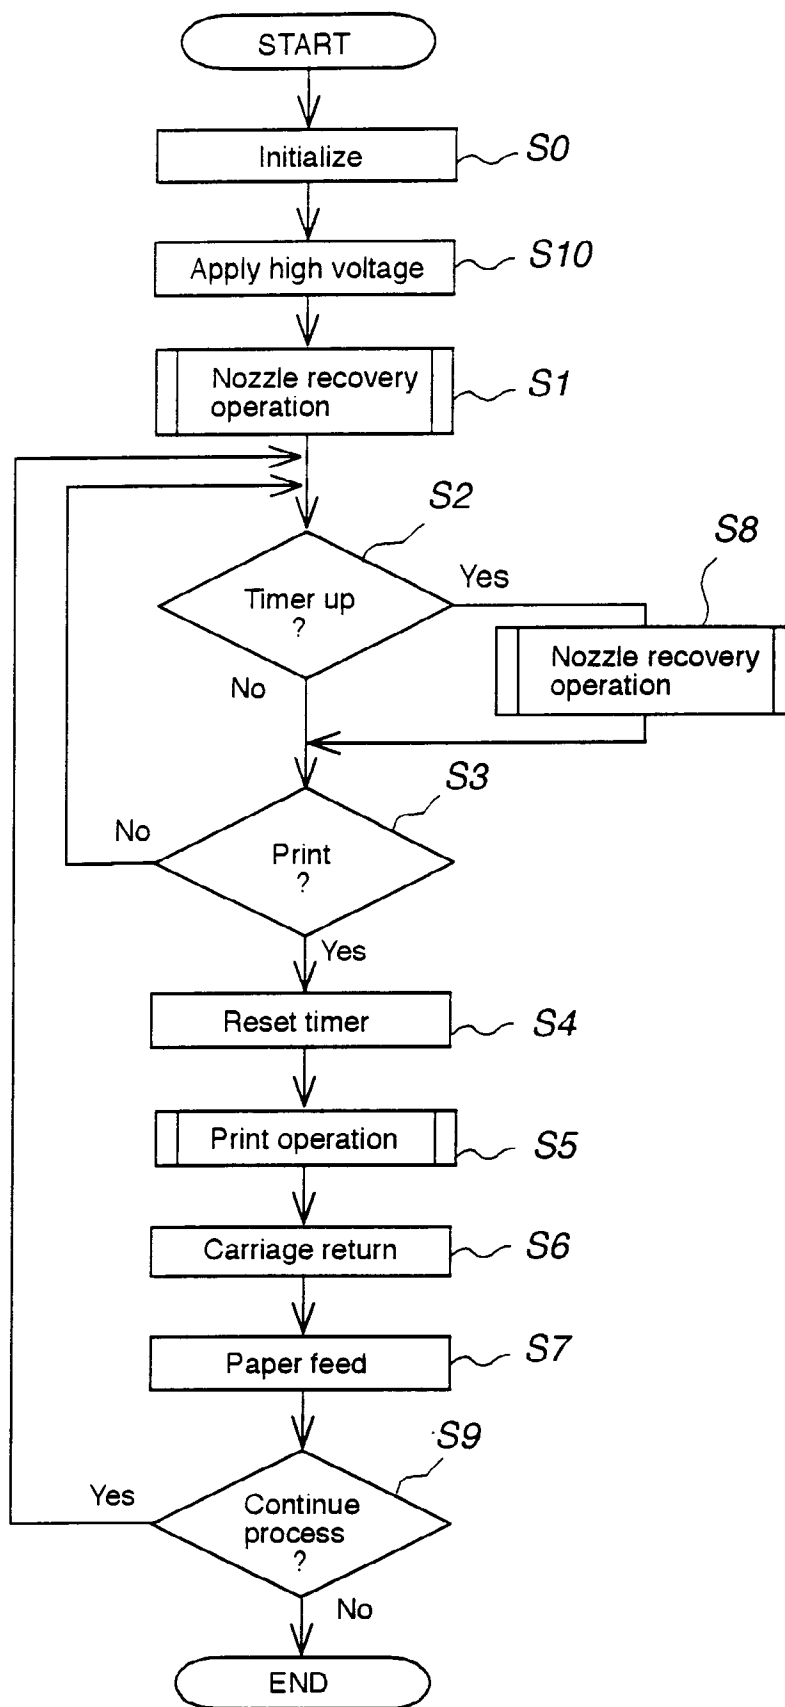 START
Initialize
S0
Apply high voltage
S10
Nozzle recovery
operation
S1
S2
Timer up
?
Yes
S8
Nozzle recovery
operation
No
S3
Print
?
No
Yes
Reset timer
S4
Print operation
S5
Carriage return
S6
Paper feed
S7
S9
Continue
process
?
Yes
No
END